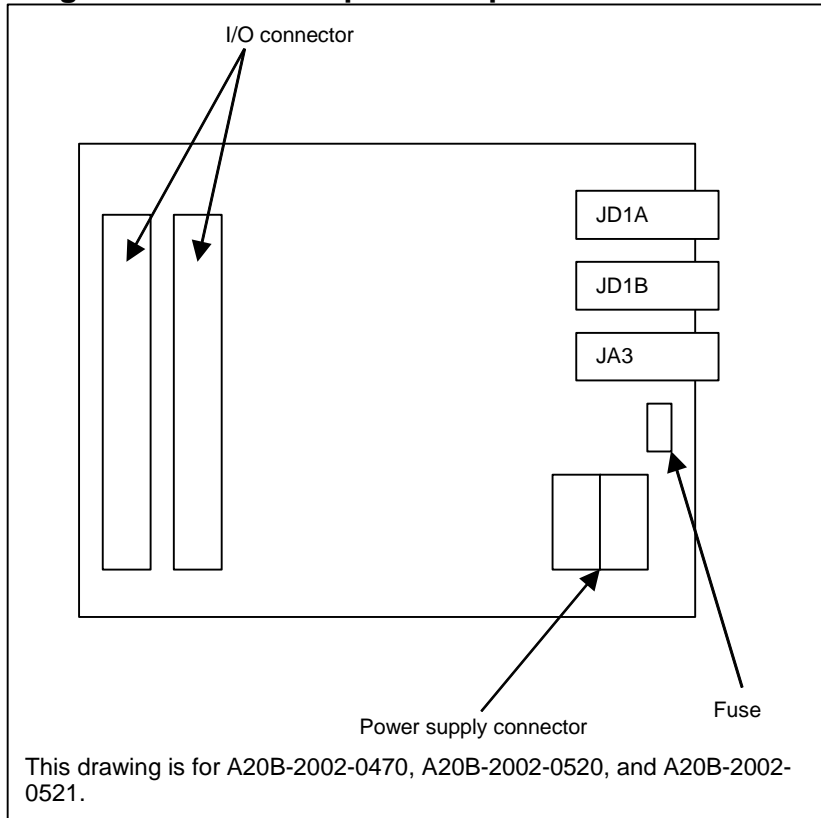 I/O connector
JD1A
JD1B
JA3
Fuse
Power supply connector
This drawing is for A20B-2002-0470, A20B-2002-0520, and A20B-2002-
0521.